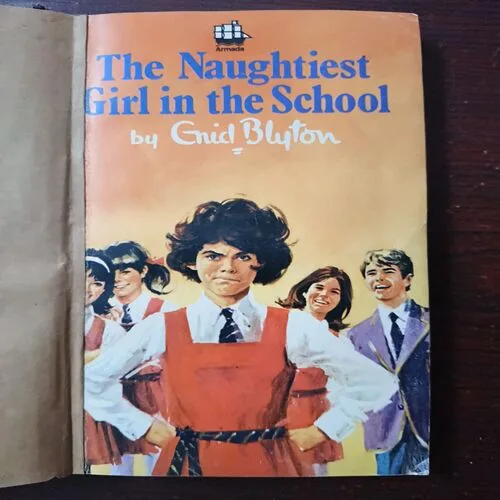 Armada
The Naughtiest
Girl in the School
by Enid Blyton